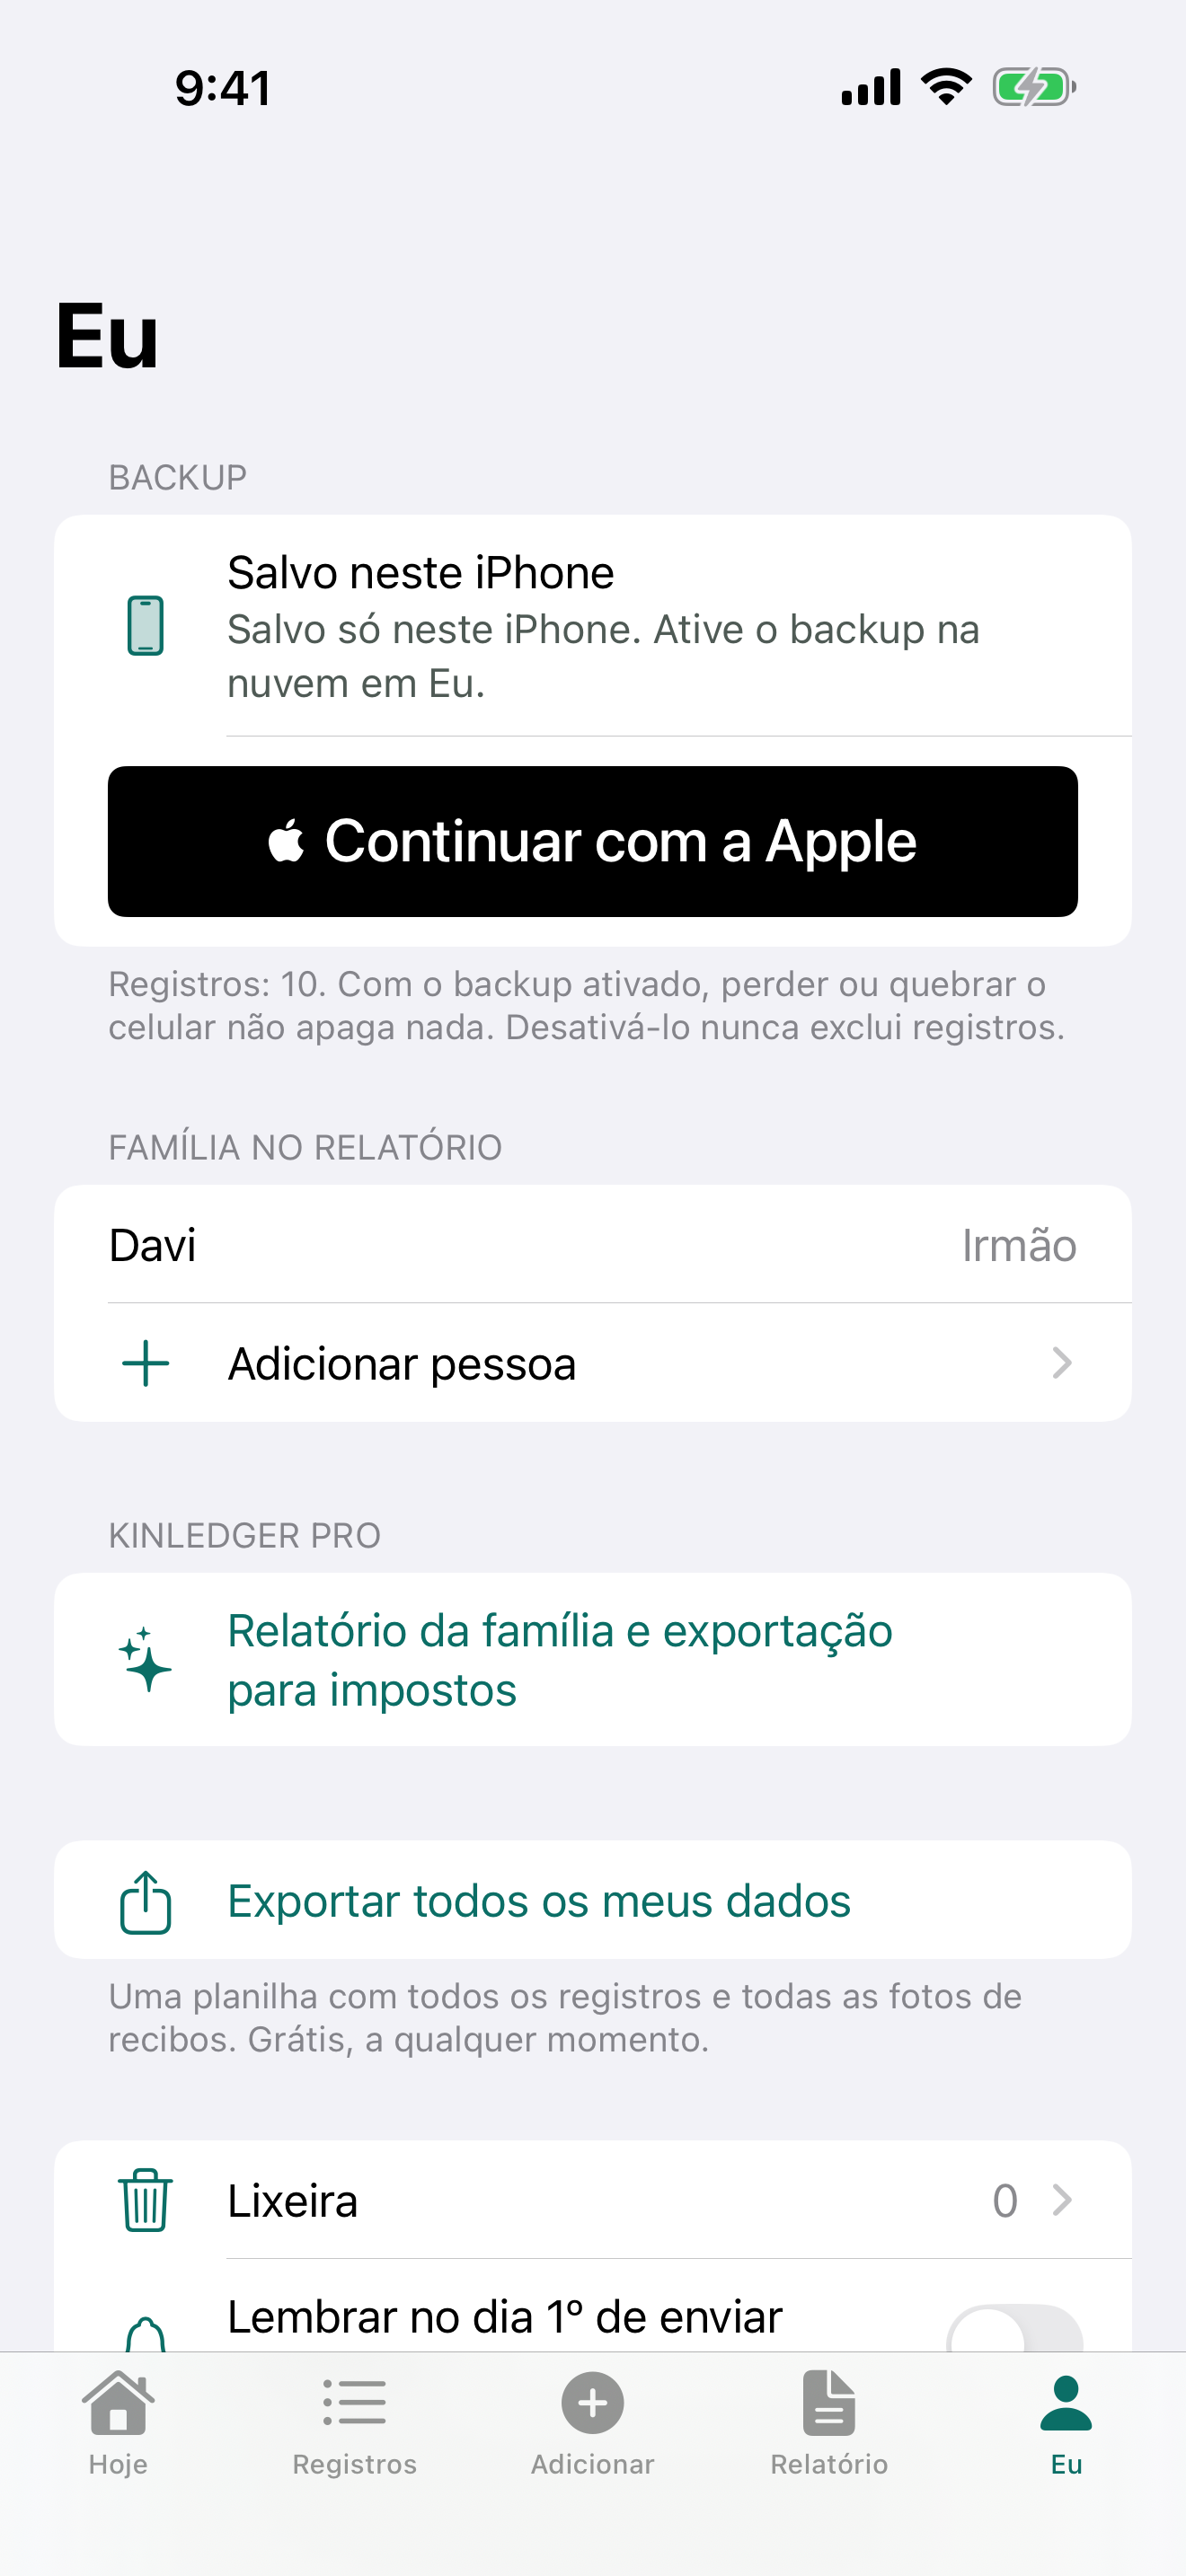 9:41
Eu
BACKUP
Salvo neste iPhone
Salvo só neste iPhone. Ative o backup na
nuvem em Eu.
Continuar com a Apple
Registros: 10. Com o backup ativado, perder ou quebrar o
celular não apaga nada. Desativá-lo nunca exclui registros.
FAMÍLIA NO RELATÓRIO
Davi Irmão
Adicionar pessoa
KINLEDGER PRO
Relatório da família e exportação
para impostos
Exportar todos os meus dados
Uma planilha com todos os registros e todas as fotos de
recibos. Grátis, a qualquer momento.
Lixeira 0
Lembrar no dia 1º de enviar
Hoje Registros Adicionar Relatório Eu